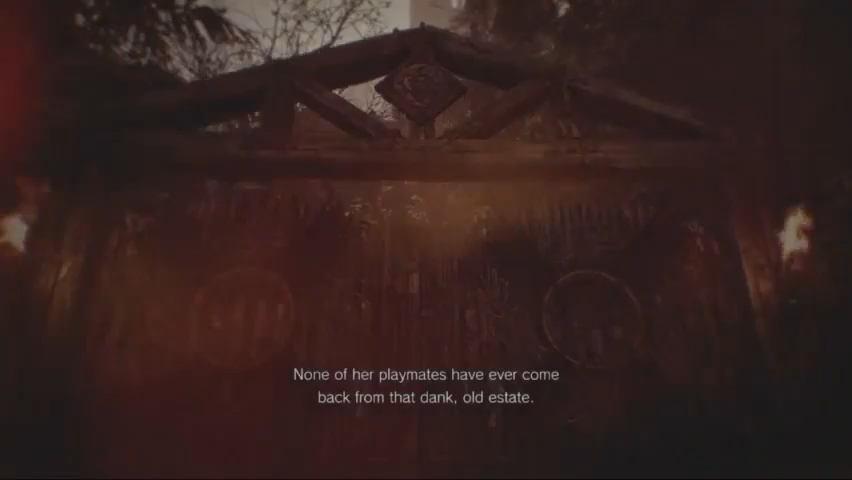 None of her playmates have ever come
back from that dank, old estate.